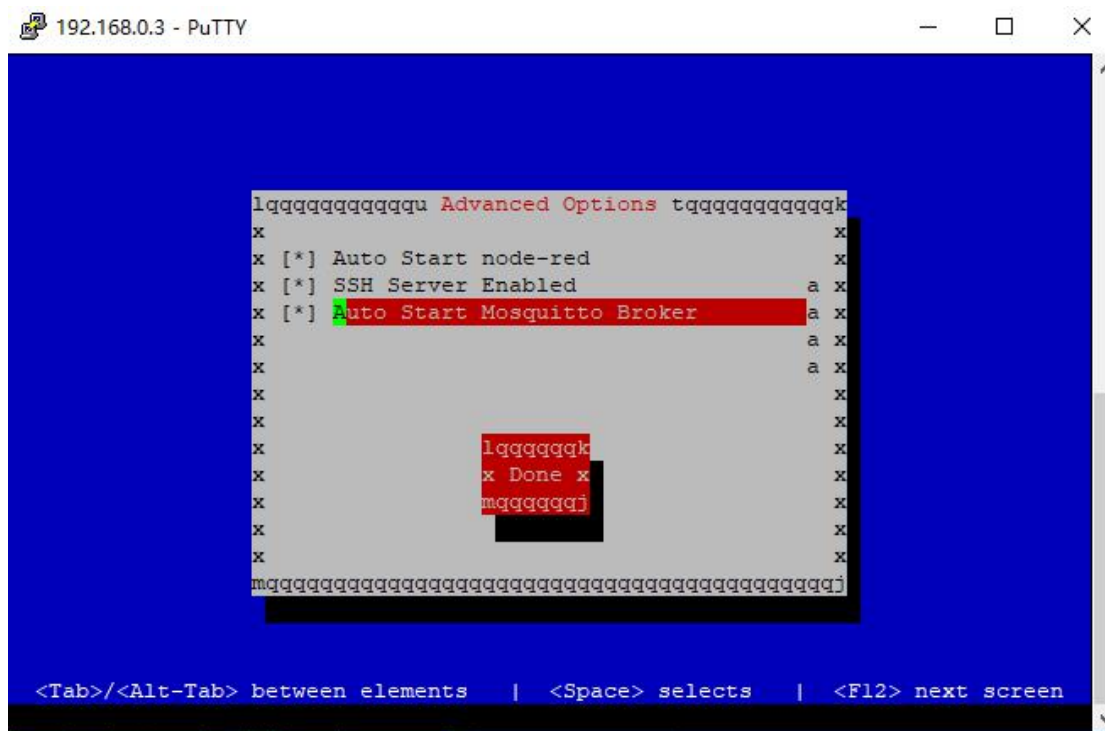 192.168.0.3 - PuTTY
lqqqqqqqqqqqu Advanced Options tqqqqqqqqqqqk
x x
x [*] Auto Start node-red x
x [*] SSH Server Enabled a x
x [*] Auto Start Mosquitto Broker a x
x a x
x a x
x x
x x
x lqqqqqqk x
x x Done x x
x mqqqqqqj x
x x
x x
mqqqqqqqqqqqqqqqqqqqqqqqqqqqqqqqqqqqqqqqqqqj
<Tab>/<Alt-Tab> between elements | <Space> selects | <F12> next screen